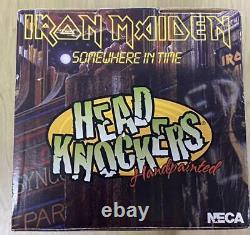 IRON MAIDEN
SOMEWHERE IN TIME
HEAD
KNOCKERS
Handpainted
NECA